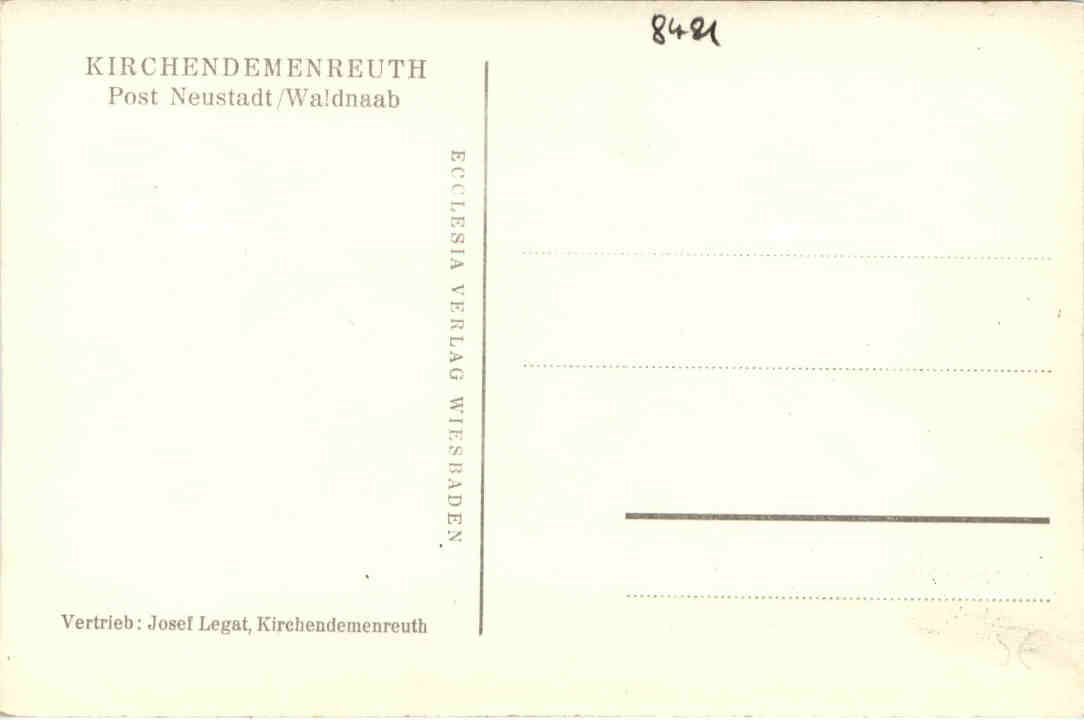 8481
KIRCHENDEMENREUTH
Post Neustadt/Waldnaab
ECCLESIA VERLAG WIESBADEN
Vertrieb: Josef Legat, Kirchendemenreuth